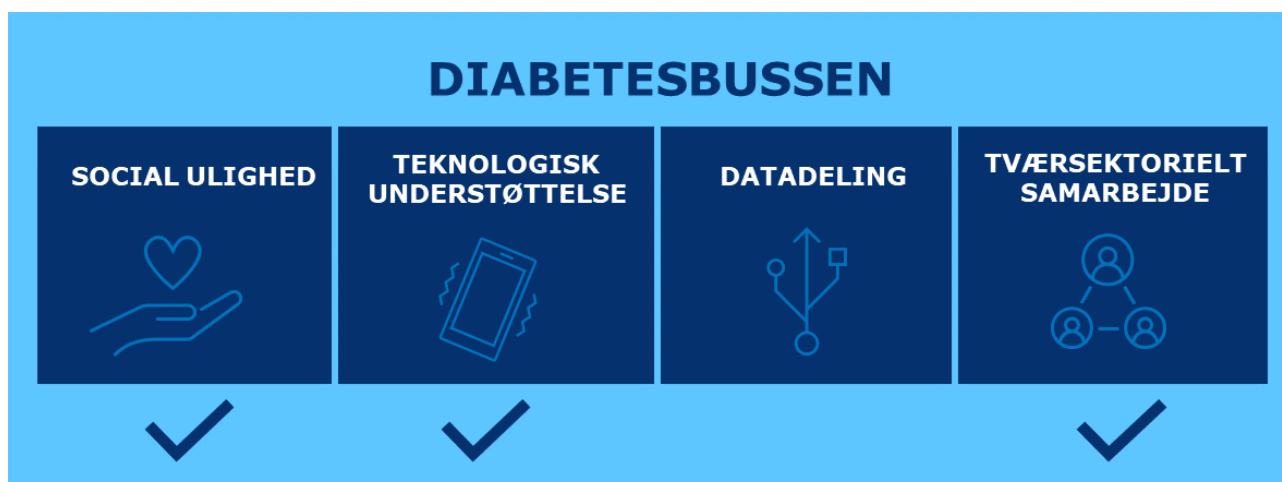 DIABETESBUSSEN
SOCIAL ULIGHED
TEKNOLOGISK
UNDERSTØTTELSE
DATADELING
TVÆRSEKTORIELT
SAMARBEJDE